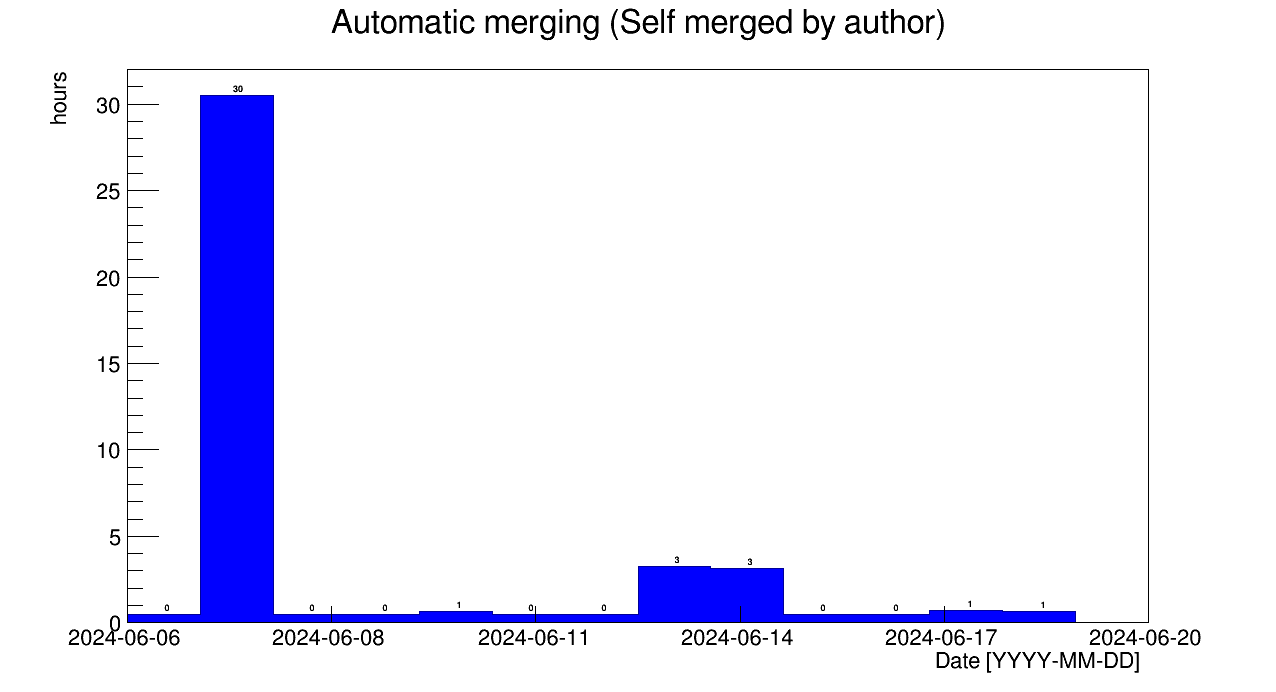 Automatic merging (Self merged by author)
hours
30
25
20
15
10
5
0
0 30 0 0 1 0 0 3 3 0 0 1 1
2024-06-06 2024-06-08 2024-06-11 2024-06-14 2024-06-17 2024-06-20
Date [YYYY-MM-DD]